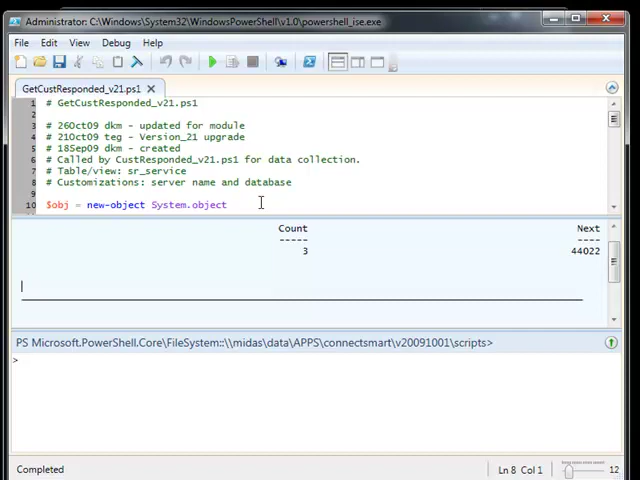 Administrator: C:\Windows\System32\WindowsPowerShell\v1.0\powershell_ise.exe
File Edit View Debug Help
GetCustResponded_v21.ps1
1 # GetCustResponded_v21.ps1
2
3 # 26Oct09 dkm - updated for module
4 # 21Oct09 teg - Version_21 upgrade
5 # 18Sep09 dkm - created
6 # Called by CustResponded_v21.ps1 for data collection.
7 # Table/view: sr_service
8 # Customizations: server name and database
9
10 $obj = new-object System.object
Count Next
----- ----
3 44022
PS Microsoft.PowerShell.Core\FileSystem::\\midas\data\APPS\connectsmart\v20091001\scripts>
>
Completed Ln 8 Col 1 12